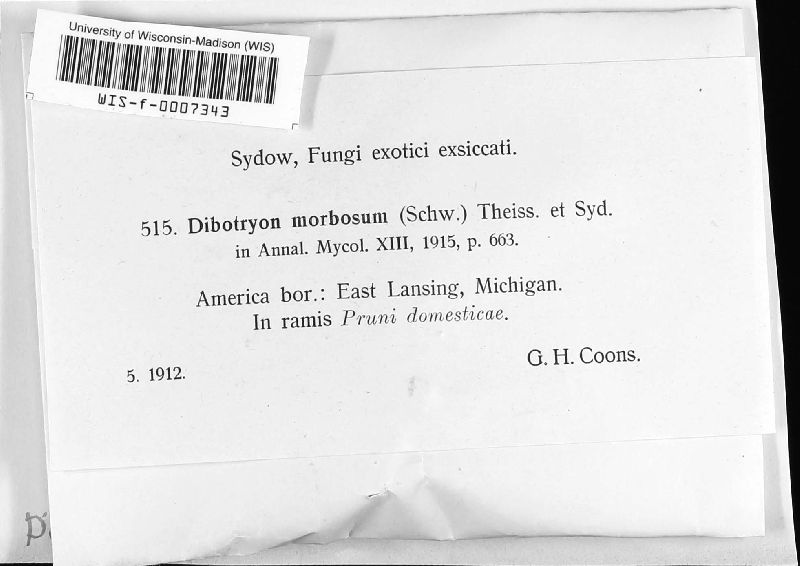 University of Wisconsin-Madison (WIS)
WIS-f-0007343
Sydow, Fungi exotici exsiccati.
515. Dibotryon morbosum (Schw.) Theiss. et Syd.
in Annal. Mycol. XIII, 1915, p. 663.
America bor.: East Lansing, Michigan.
In ramis Pruni domesticae.
5. 1912.
G. H. Coons.